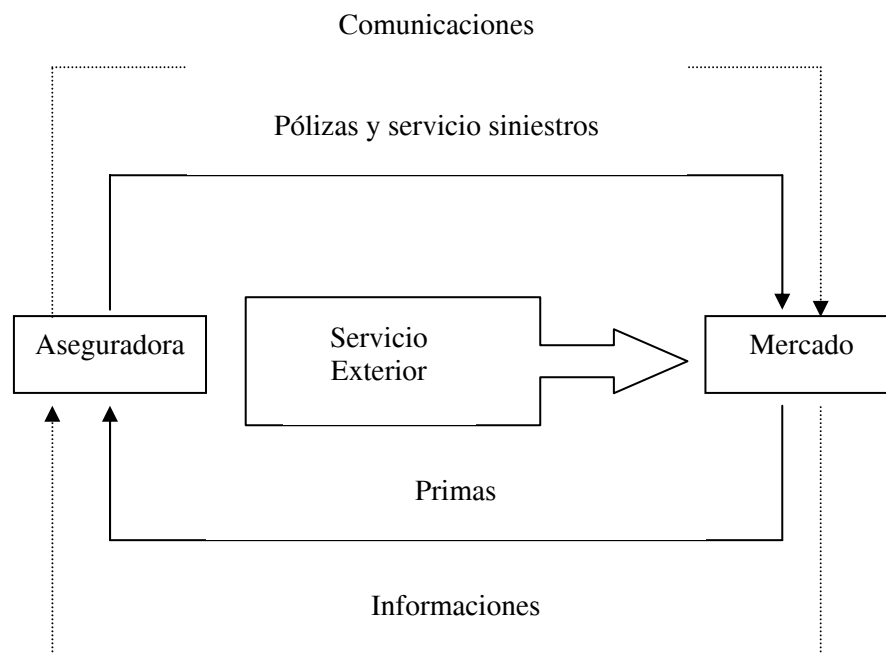 Comunicaciones
Pólizas y servicio siniestros
Aseguradora
Servicio
Exterior
Mercado
Primas
Informaciones